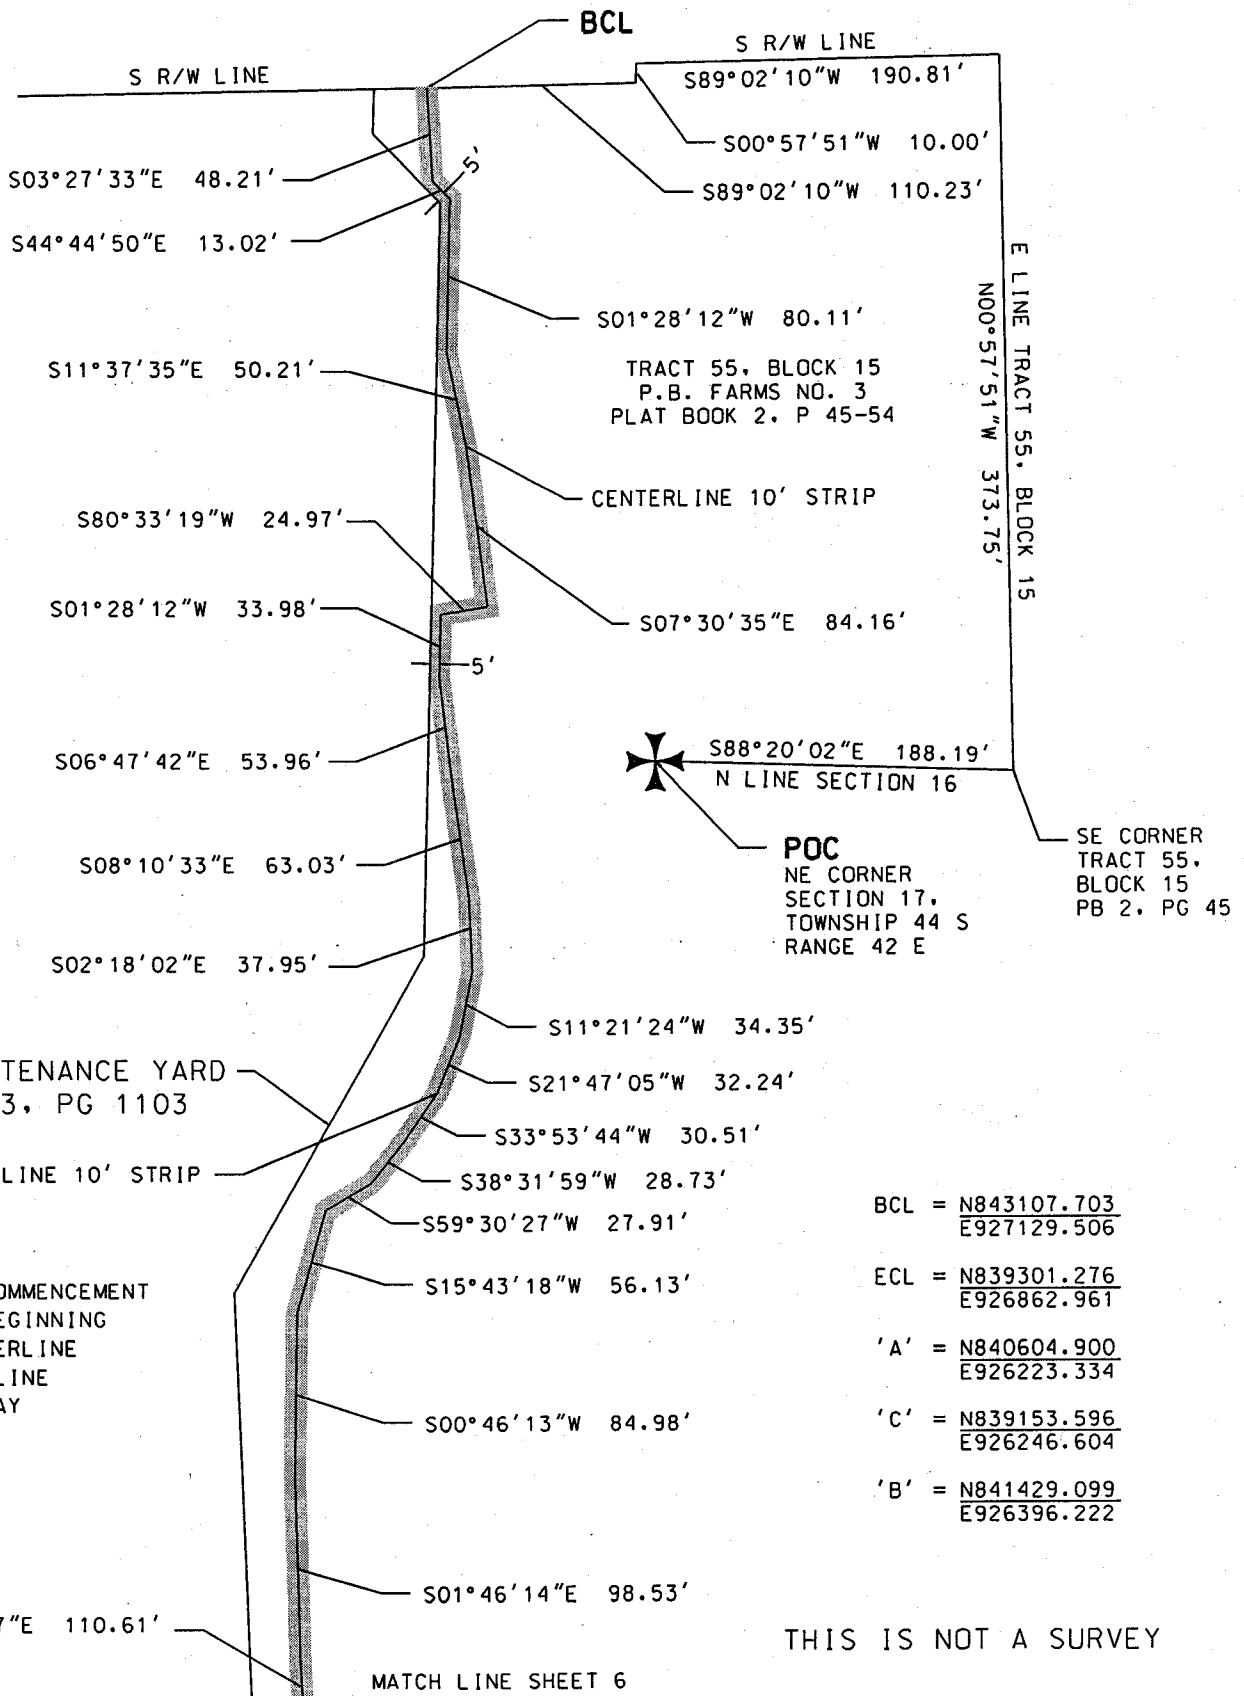 BCL
S R/W LINE
S R/W LINE
S89°02'10"W 190.81'
S00°57'51"W 10.00'
5'
S03°27'33"E 48.21'
S89°02'10"W 110.23'
S44°44'50"E 13.02'
E LINE TRACT 55, BLOCK 15
N00°57'51"W 373.75'
S01°28'12"W 80.11'
S11°37'35"E 50.21'
TRACT 55, BLOCK 15
P.B. FARMS NO. 3
PLAT BOOK 2, P 45-54
CENTERLINE 10' STRIP
S80°33'19"W 24.97'
S01°28'12"W 33.98'
S07°30'35"E 84.16'
5'
S06°47'42"E 53.96'
S88°20'02"E 188.19'
N LINE SECTION 16
SE CORNER
TRACT 55,
BLOCK 15
PB 2, PG 45
POC
NE CORNER
SECTION 17,
TOWNSHIP 44 S
RANGE 42 E
S08°10'33"E 63.03'
S02°18'02"E 37.95'
S11°21'24"W 34.35'
TENANCE YARD
3, PG 1103
S21°47'05"W 32.24'
S33°53'44"W 30.51'
LINE 10' STRIP
S38°31'59"W 28.73'
S59°30'27"W 27.91'
BCL = N843107.703
E927129.506
ECL = N839301.276
E926862.961
'A' = N840604.900
E926223.334
'C' = N839153.596
E926246.604
'B' = N841429.099
E926396.222
S15°43'18"W 56.13'
OMMENCEMENT
EGINNING
ERLINE
LINE
AY
S00°46'13"W 84.98'
S01°46'14"E 98.53'
7"E 110.61'
THIS IS NOT A SURVEY
MATCH LINE SHEET 6